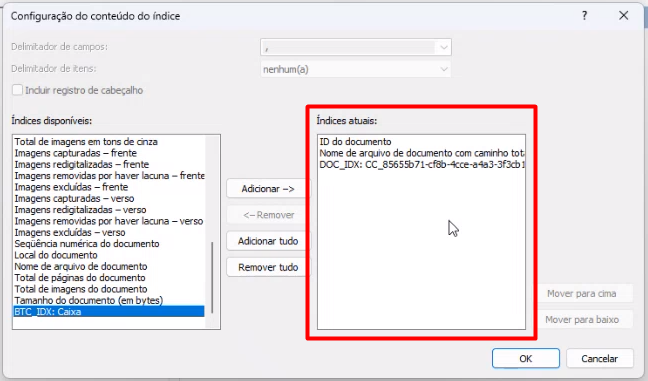 Configuração do conteúdo do índice
?
Delimitador de campos:
,
Delimitador de itens:
nenhum(a)
Incluir registro de cabeçalho
Índices disponíveis:
Total de imagens em tons de cinza
Imagens capturadas – frente
Imagens redigitalizadas – frente
Imagens removidas por haver lacuna – frente
Imagens excluídas – frente
Imagens capturadas – verso
Imagens redigitalizadas – verso
Imagens removidas por haver lacuna – verso
Imagens excluídas – verso
Seqüência numérica do documento
Local do documento
Nome de arquivo de documento
Total de páginas do documento
Total de imagens do documento
Tamanho do documento (em bytes)
BTC_IDX: Caixa
Adicionar –>
<– Remover
Adicionar tudo
Remover tudo
Índices atuais:
ID do documento
Nome de arquivo de documento com caminho tota
DOC_IDX: CC_85655b71-cf8b-4cce-a4a3-3f3cb1
Mover para cima
Mover para baixo
OK
Cancelar